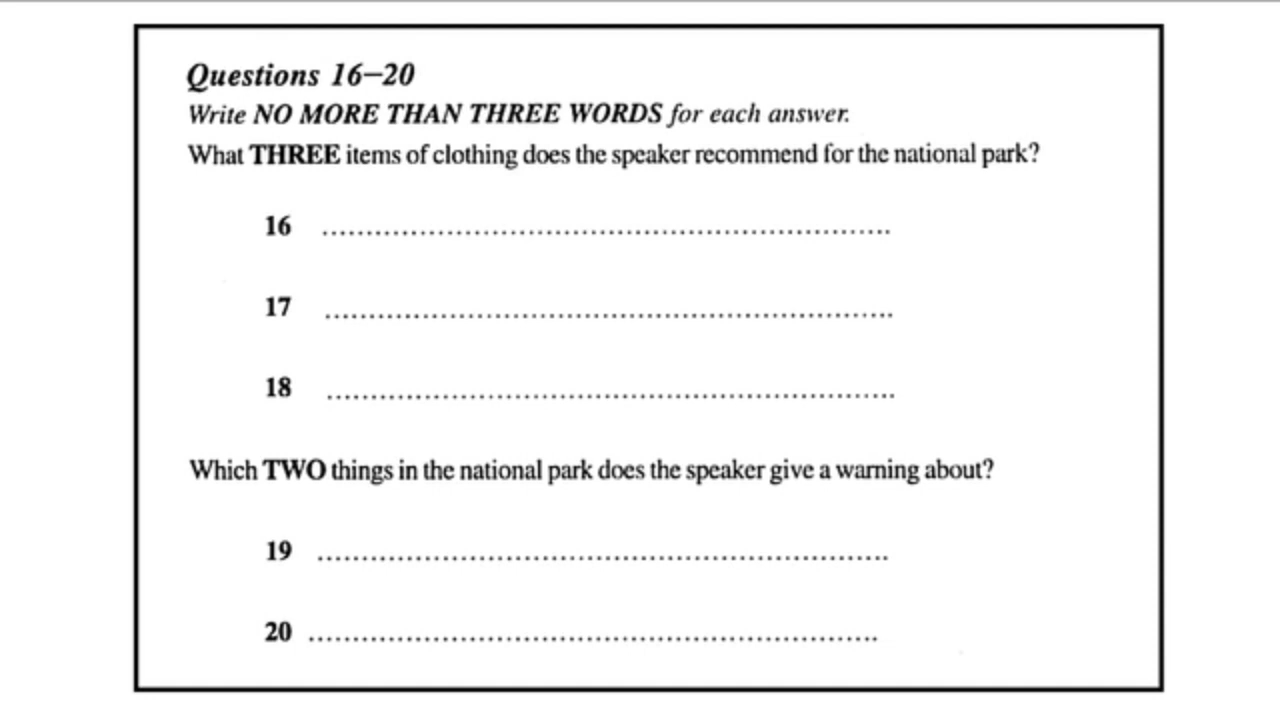 Questions 16–20
Write NO MORE THAN THREE WORDS for each answer.
What THREE items of clothing does the speaker recommend for the national park?
16 ........................................................................
17 ........................................................................
18 ........................................................................
Which TWO things in the national park does the speaker give a warning about?
19 ........................................................................
20 ........................................................................